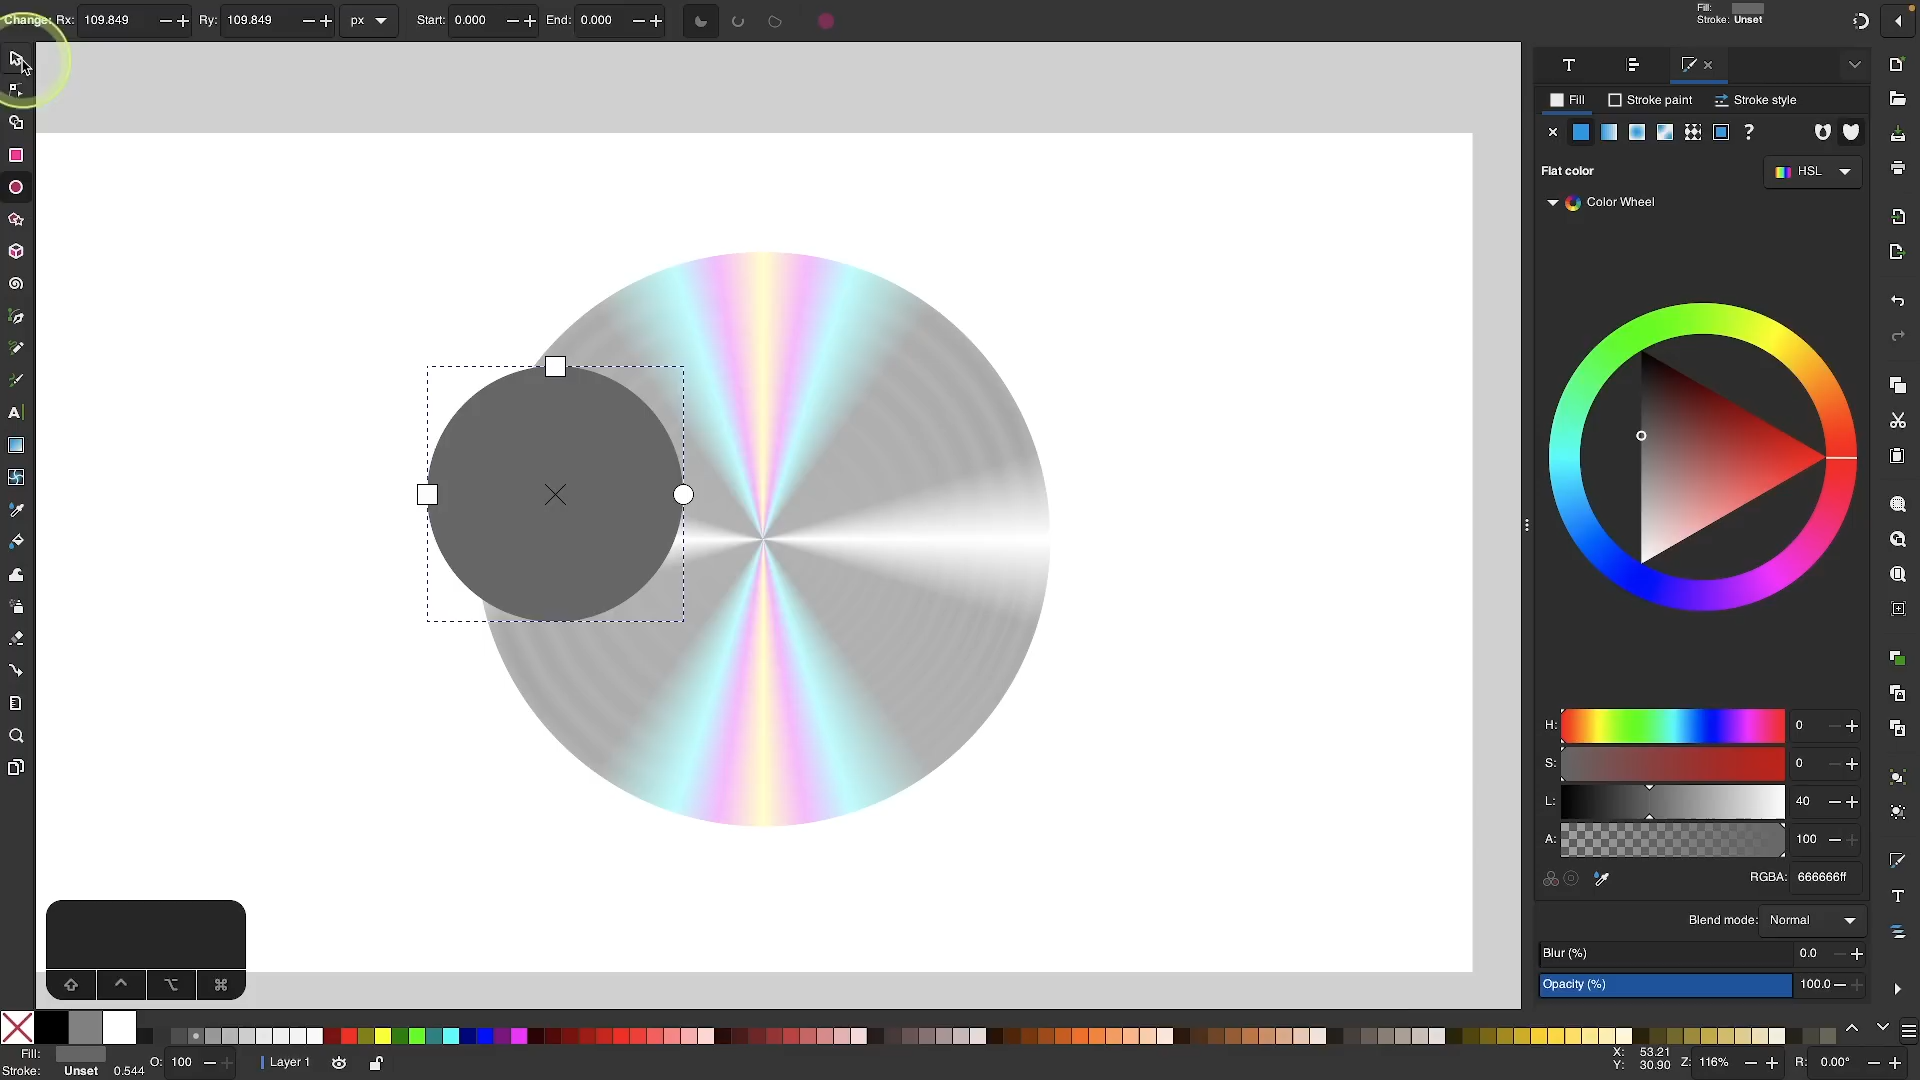 Change: Rx: 109.849 Ry: 109.849 px Start: 0.000 End: 0.000
Fill:
Stroke: Unset
Fill Stroke paint Stroke style
Flat color HSL
Color Wheel
H: 0
S: 0
L: 40
A: 100
RGBA: 666666ff
Blend mode: Normal
Blur (%) 0.0
Opacity (%) 100.0
Fill:
Stroke: Unset 0.544
O: 100 Layer 1
X: 53.21
Y: 30.90
Z: 116% R: 0.00°